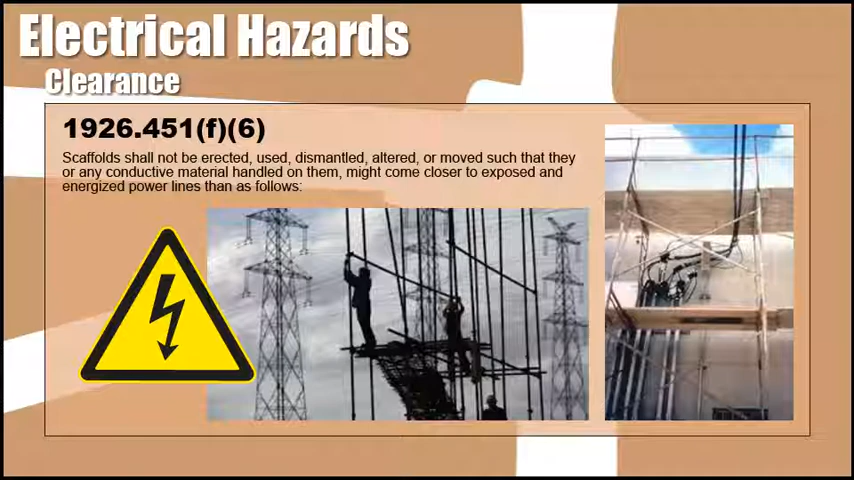 Electrical Hazards
Clearance
1926.451(f)(6)
Scaffolds shall not be erected, used, dismantled, altered, or moved such that they
or any conductive material handled on them, might come closer to exposed and
energized power lines than as follows: